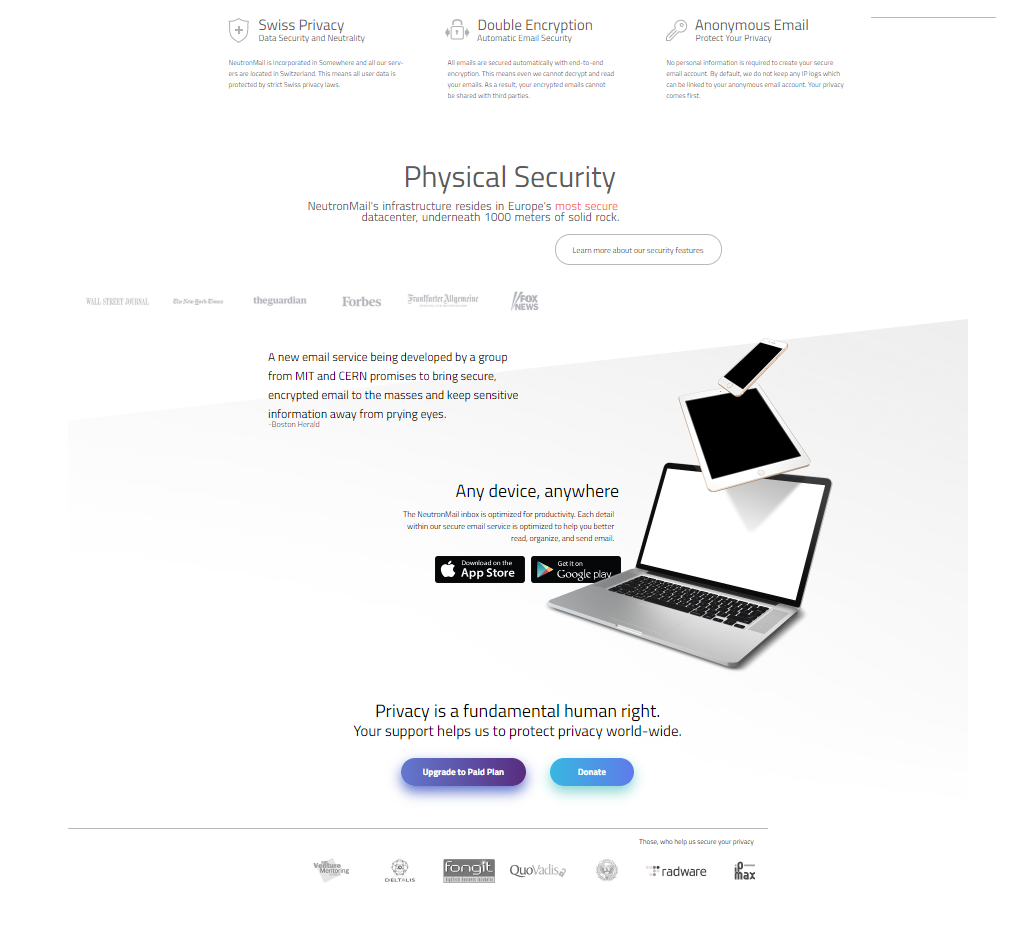 Swiss Privacy
Data Security and Neutrality
NeutronMail is Incorporated in Somewhere and all our serv-
ers are located in Switzerland. This means all user data is
protected by strict Swiss privacy laws.
Double Encryption
Automatic Email Security
All emails are secured automatically with end-to-end
encryption. This means even we cannot decrypt and read
your emails. As a result, your encrypted emails cannot
be shared with third parties.
Anonymous Email
Protect Your Privacy
No personal information is required to create your secure
email account. By default, we do not keep any IP logs which
can be linked to your anonymous email account. Your privacy
comes first.
Physical Security
NeutronMail's infrastructure resides in Europe's most secure
datacenter, underneath 1000 meters of solid rock.
Learn more about our security features
WALL STREET JOURNAL
The New York Times
theguardian
Forbes
Frankfurter Allgemeine
FOX
NEWS
A new email service being developed by a group
from MIT and CERN promises to bring secure,
encrypted email to the masses and keep sensitive
information away from prying eyes.
-Boston Herald
Any device, anywhere
The NeutronMail inbox is optimized for productivity. Each detail
within our secure email service is optimized to help you better
read, organize, and send email.
Download on the
App Store
Get it on
Google play
Privacy is a fundamental human right.
Your support helps us to protect privacy world-wide.
Upgrade to Paid Plan
Donate
Those, who help us secure your privacy
Venture
Mentoring
DELTALIS
fongit
QuoVadis
radware
ip
max